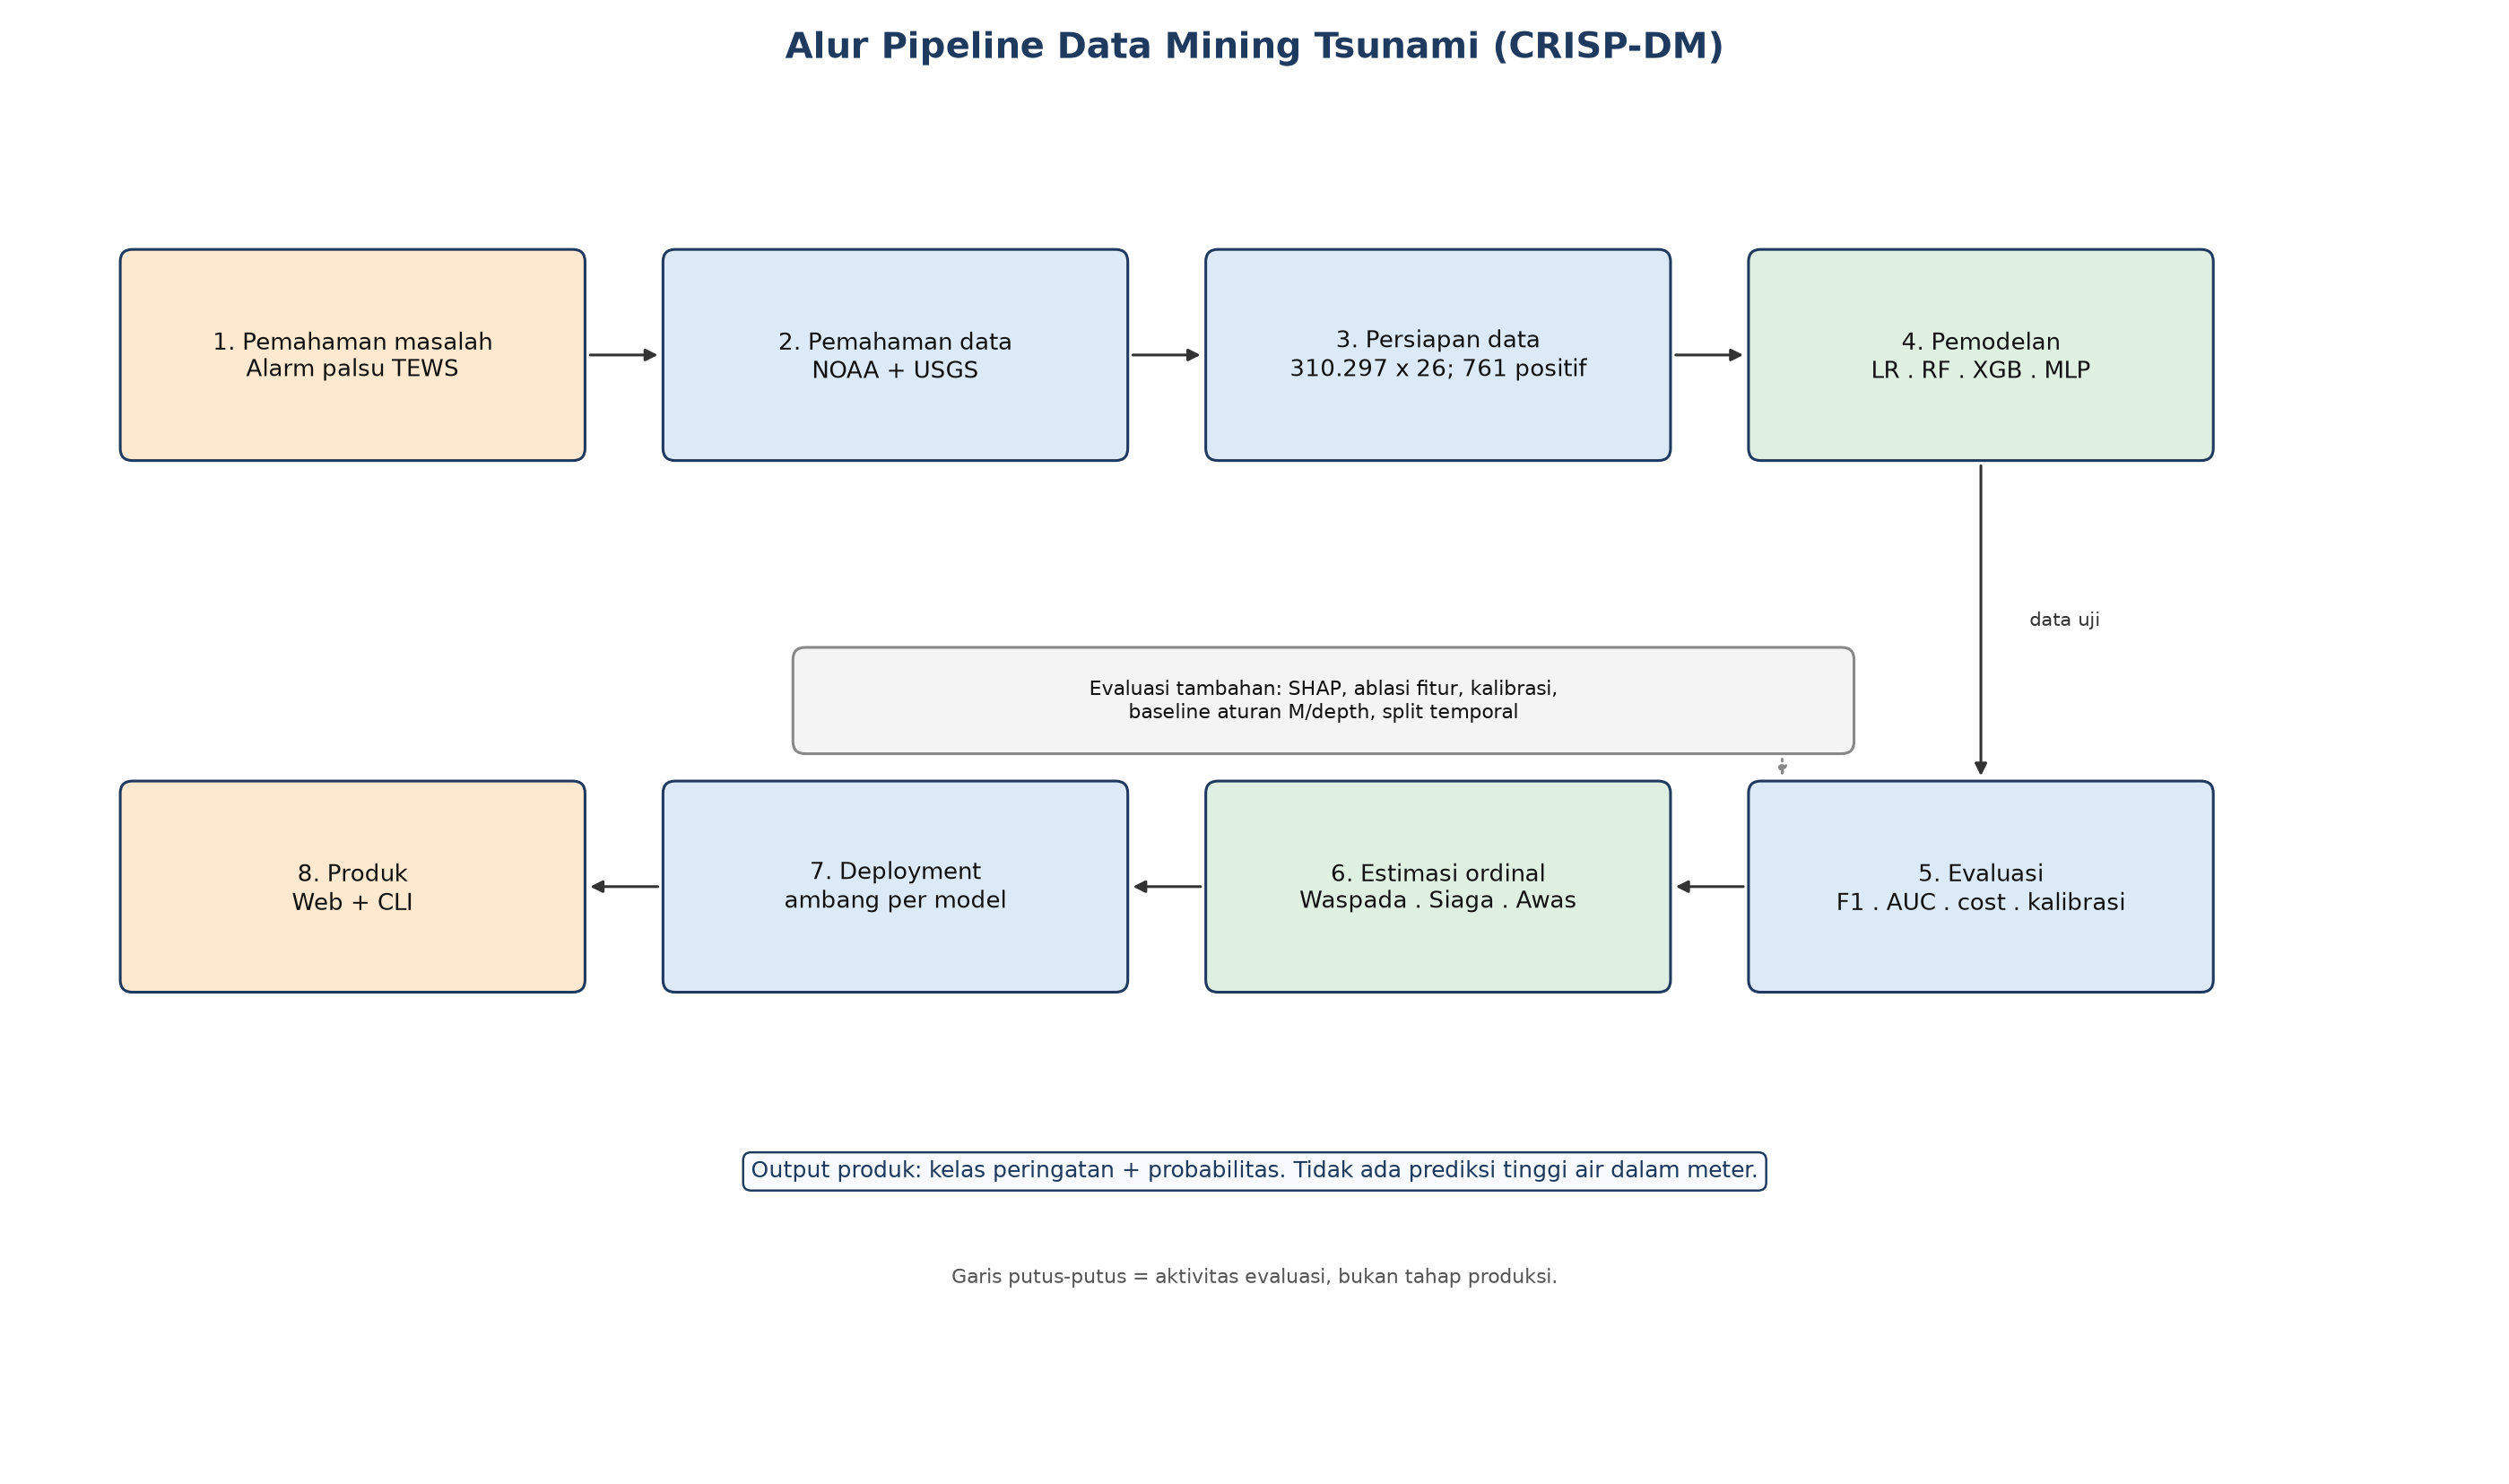 Alur Pipeline Data Mining Tsunami (CRISP-DM)
1. Pemahaman masalah
Alarm palsu TEWS
2. Pemahaman data
NOAA + USGS
3. Persiapan data
310.297 x 26; 761 positif
4. Pemodelan
LR . RF . XGB . MLP
data uji
Evaluasi tambahan: SHAP, ablasi fitur, kalibrasi,
baseline aturan M/depth, split temporal
8. Produk
Web + CLI
7. Deployment
ambang per model
6. Estimasi ordinal
Waspada . Siaga . Awas
5. Evaluasi
F1 . AUC . cost . kalibrasi
Output produk: kelas peringatan + probabilitas. Tidak ada prediksi tinggi air dalam meter.
Garis putus-putus = aktivitas evaluasi, bukan tahap produksi.